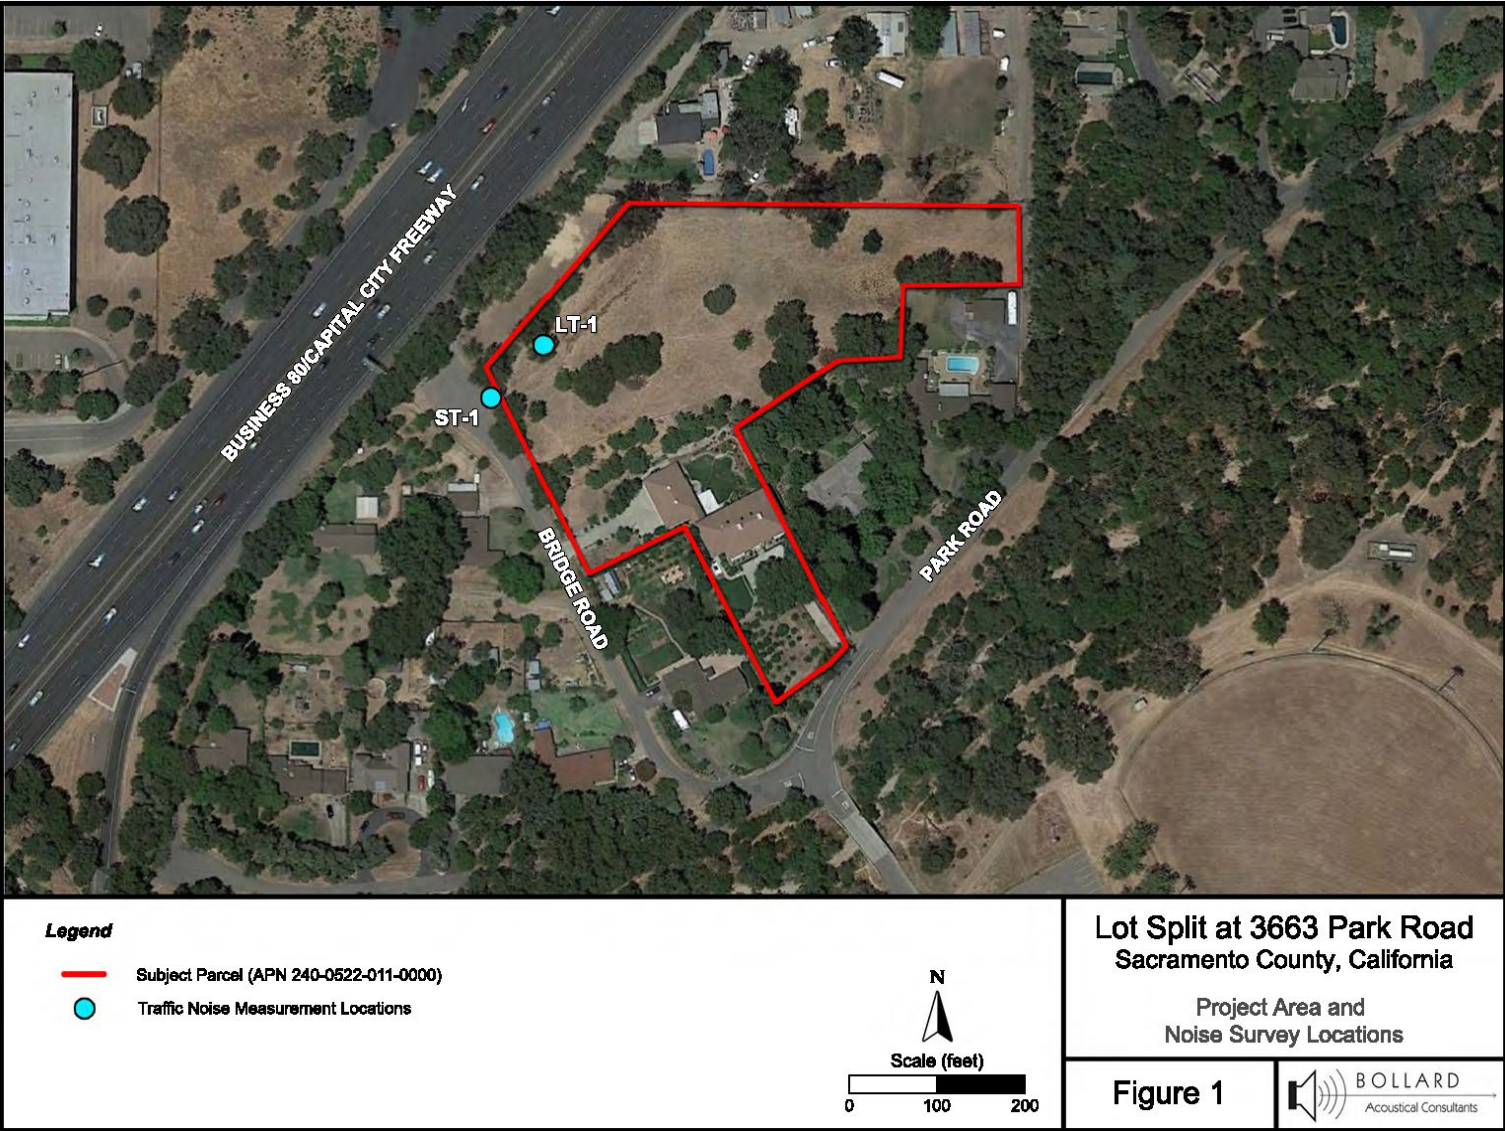 BUSINESS 80/CAPITAL CITY FREEWAY
LT-1
ST-1
BRIDGE ROAD
PARK ROAD
Legend
Subject Parcel (APN 240-0522-011-0000)
Traffic Noise Measurement Locations
N
Scale (feet)
0 100 200
Lot Split at 3663 Park Road
Sacramento County, California
Project Area and
Noise Survey Locations
Figure 1
BOLLARD
Acoustical Consultants